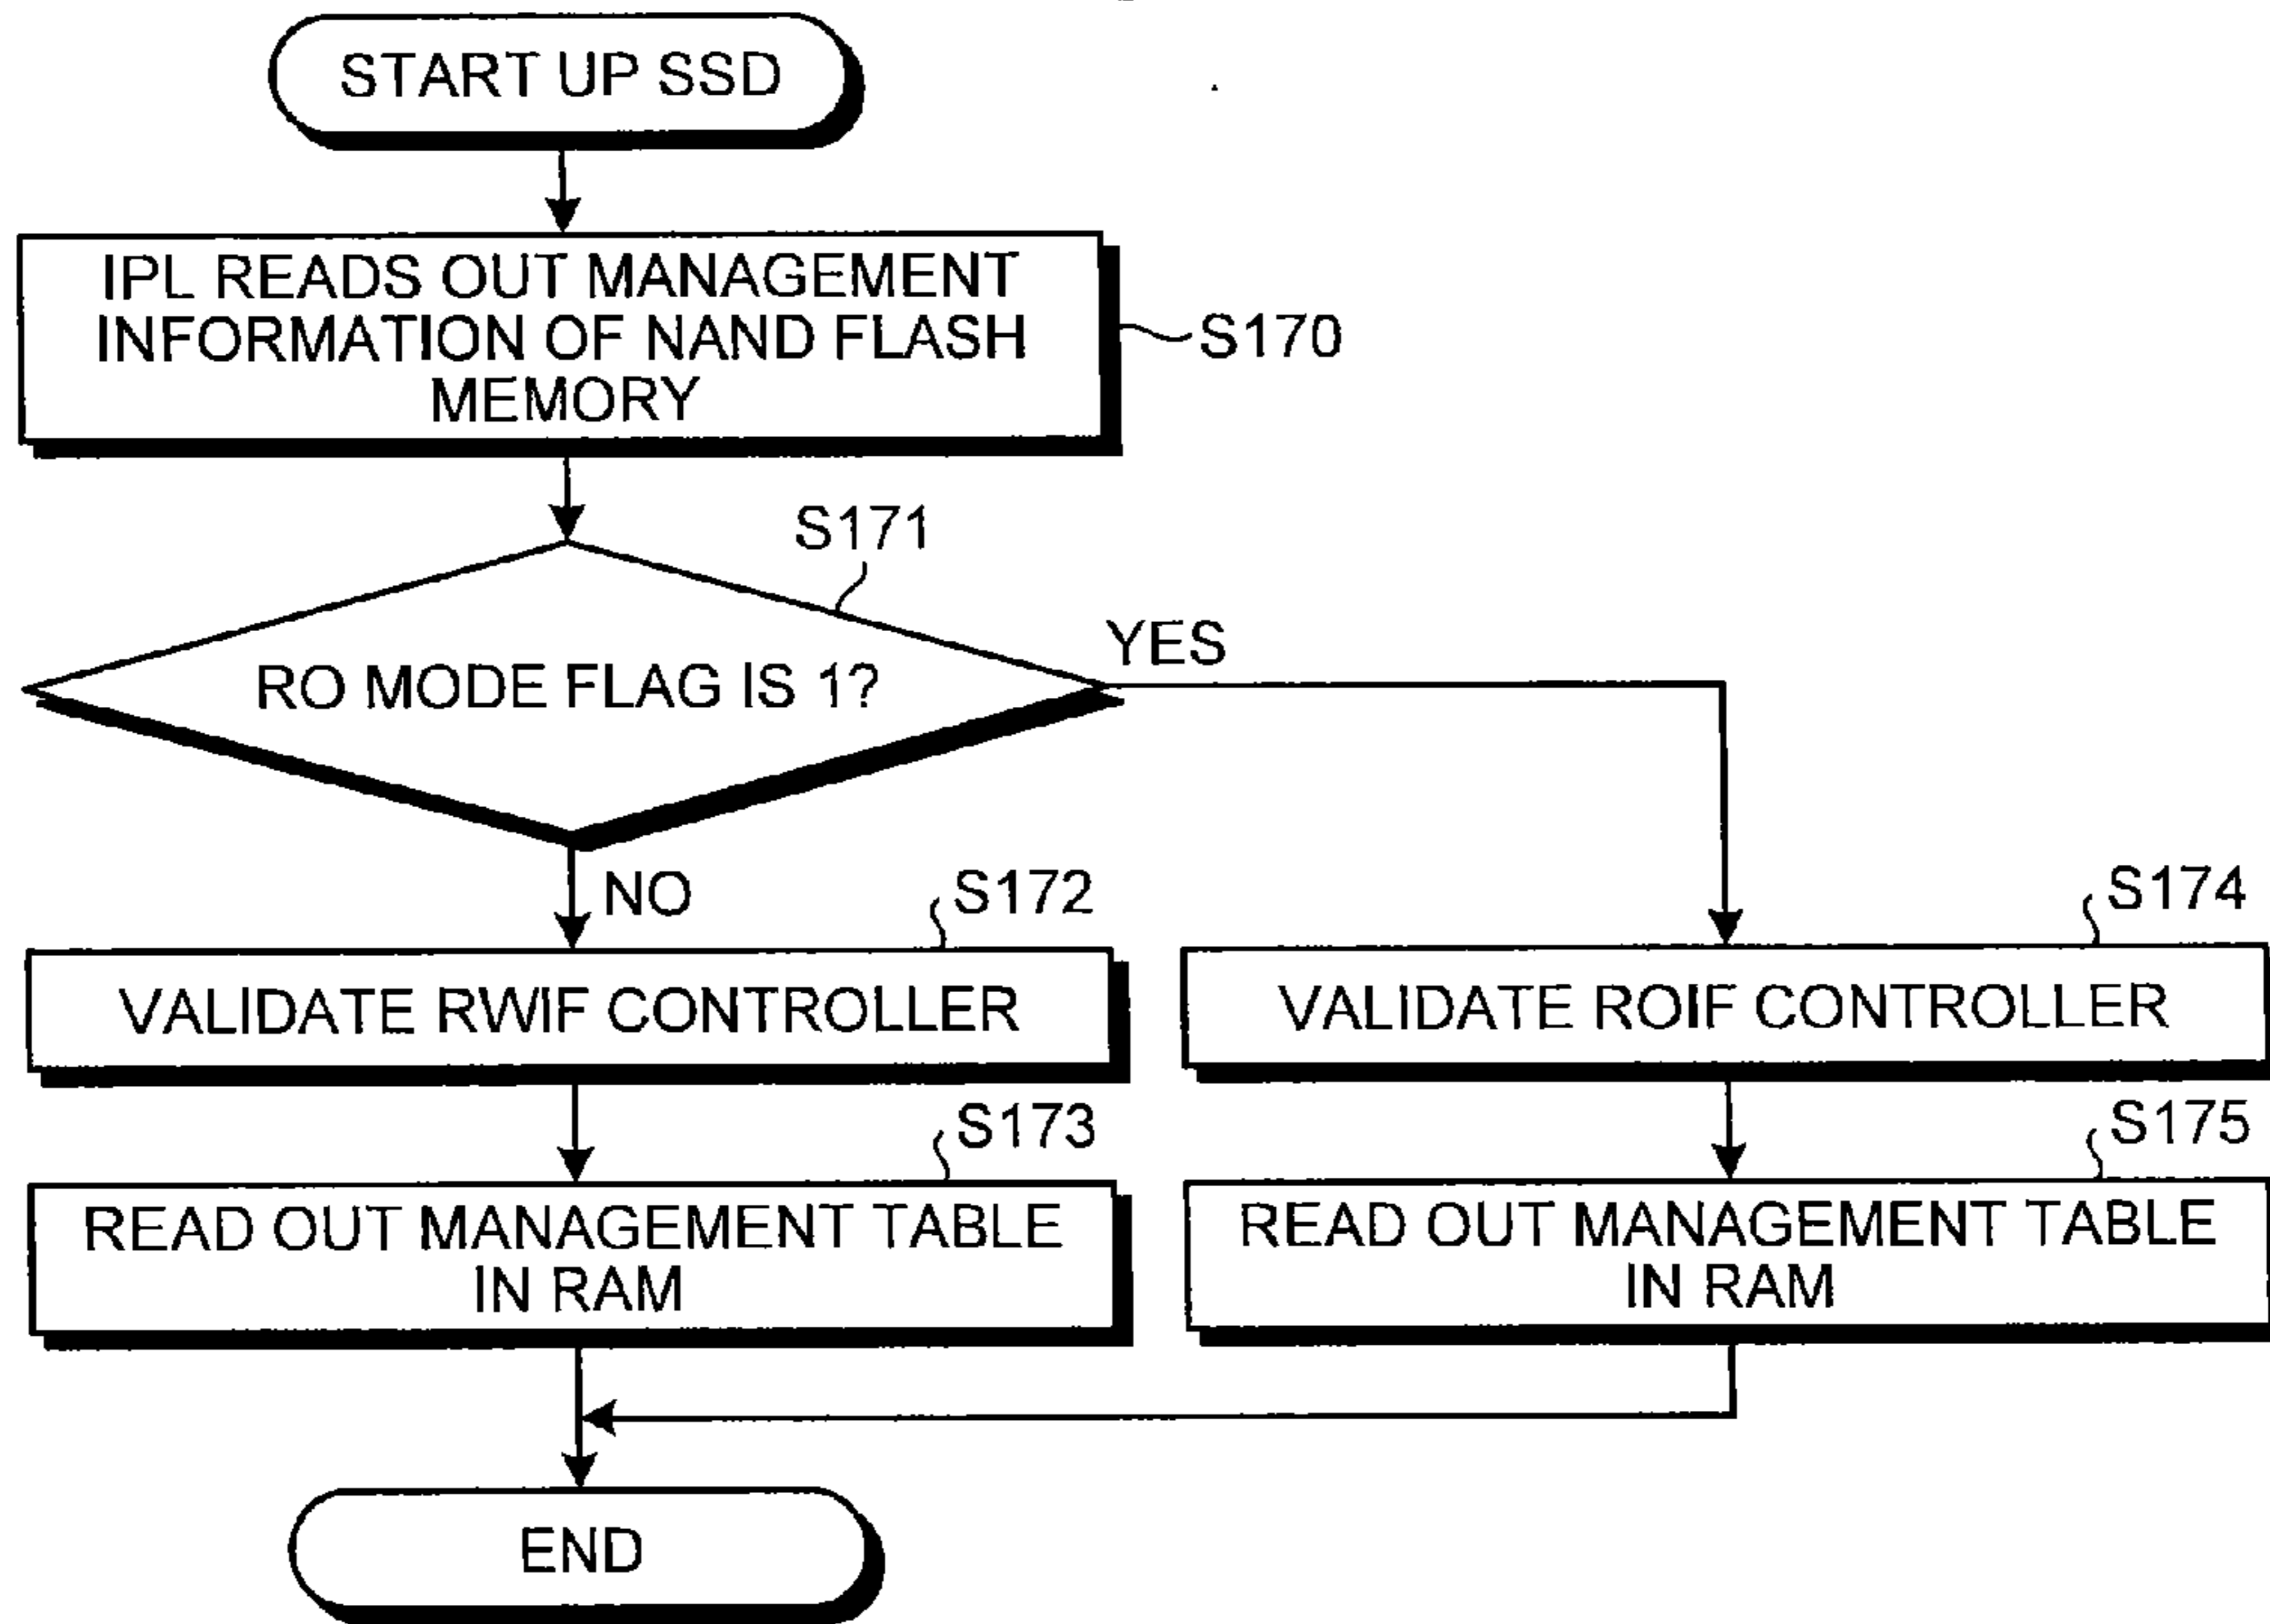 START UP SSD
IPL READS OUT MANAGEMENT
INFORMATION OF NAND FLASH
MEMORY
S170
S171
RO MODE FLAG IS 1?
YES
NO
S172
VALIDATE RWIF CONTROLLER
S174
VALIDATE ROIF CONTROLLER
S173
READ OUT MANAGEMENT TABLE
IN RAM
S175
READ OUT MANAGEMENT TABLE
IN RAM
END